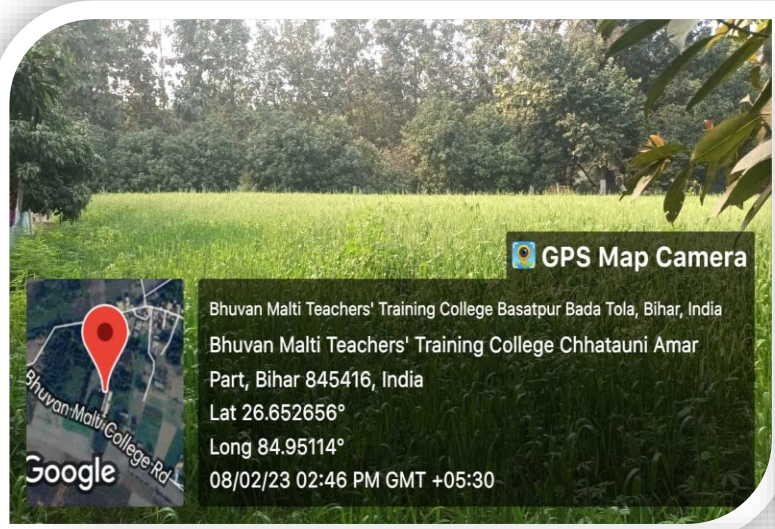 GPS Map Camera
Bhuvan Malti Teachers' Training College Basatpur Bada Tola, Bihar, India
Bhuvan Malti Teachers' Training College Chhatauni Amar
Part, Bihar 845416, India
Lat 26.652656°
Long 84.95114°
08/02/23 02:46 PM GMT +05:30
Bhuvan Malti College Rd
Google